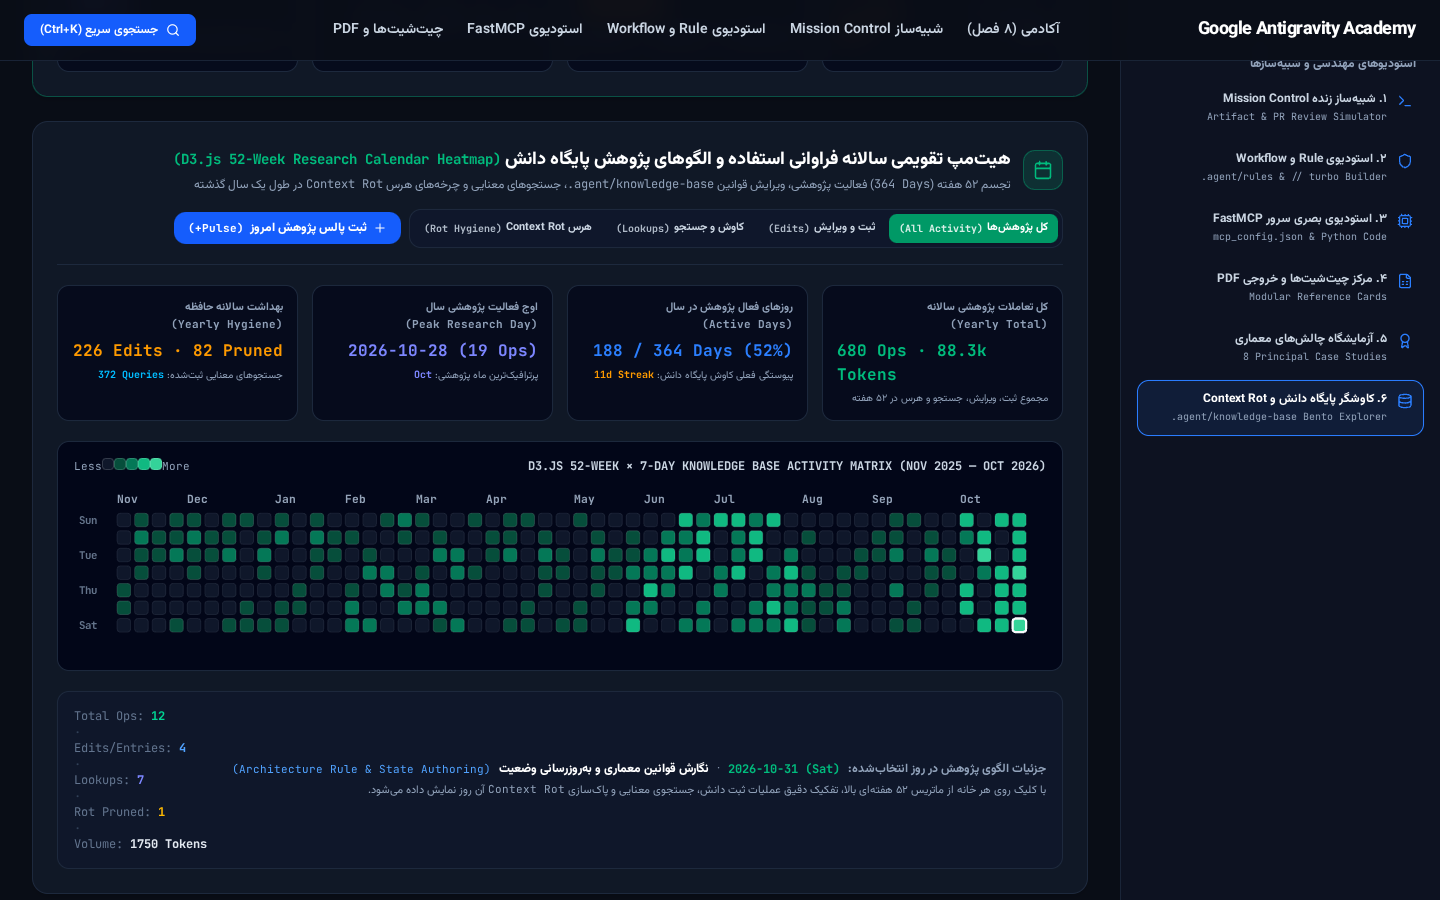 Google Antigravity Academy
آکادمی (۸ فصل)
شبیه‌ساز Mission Control
استودیوی Rule و Workflow
استودیوی FastMCP
چیت‌شیت‌ها و PDF
جستجوی سریع (Ctrl+K)
استودیوهای مهندسی و شبیه‌سازها
۱. شبیه‌ساز زنده Mission Control
Artifact & PR Review Simulator
۲. استودیوی Rule و Workflow
.agent/rules & // turbo Builder
۳. استودیوی بصری سرور FastMCP
mcp_config.json & Python Code
۴. مرکز چیت‌شیت‌ها و خروجی PDF
Modular Reference Cards
۵. آزمایشگاه چالش‌های معماری
8 Principal Case Studies
۶. کاوشگر پایگاه دانش و Context Rot
.agent/knowledge-base Bento Explorer
هیت‌مپ تقویمی سالانه فراوانی استفاده و الگوهای پژوهش پایگاه دانش (D3.js 52-Week Research Calendar Heatmap)
تجسم ۵۲ هفته (364 Days) فعالیت پژوهشی، ویرایش قوانین agent/knowledge-base.، جستجوهای معنایی و چرخه‌های هرس Context Rot در طول یک سال گذشته
کل پژوهش‌ها (All Activity)
ثبت و ویرایش (Edits)
کاوش و جستجو (Lookups)
هرس Context Rot (Rot Hygiene)
ثبت پالس پژوهش امروز (+Pulse)
کل تعاملات پژوهشی سالانه
(Yearly Total)
680 Ops · 88.3k
Tokens
مجموع ثبت، ویرایش، جستجو و هرس در ۵۲ هفته
روزهای فعال پژوهش در سال
(Active Days)
188 / 364 Days (52%)
پیوستگی فعلی کاوش پایگاه دانش: 11d Streak
اوج فعالیت پژوهشی سال
(Peak Research Day)
2026-10-28 (19 Ops)
پرترافیک‌ترین ماه پژوهشی: Oct
بهداشت سالانه حافظه
(Yearly Hygiene)
226 Edits · 82 Pruned
جستجوهای معنایی ثبت‌شده: 372 Queries
D3.JS 52-WEEK × 7-DAY KNOWLEDGE BASE ACTIVITY MATRIX (NOV 2025 — OCT 2026)
Less More
Nov Dec Jan Feb Mar Apr May Jun Jul Aug Sep Oct
Sun
Tue
Thu
Sat
جزئیات الگوی پژوهش در روز انتخاب‌شده: 2026-10-31 (Sat) · نگارش قوانین معماری و به‌روزرسانی وضعیت (Architecture Rule & State Authoring)
با کلیک روی هر خانه از ماتریس ۵۲ هفته‌ای بالا، تفکیک دقیق عملیات ثبت دانش، جستجوی معنایی و پاک‌سازی Context Rot آن روز نمایش داده می‌شود.
Total Ops: 12
·
Edits/Entries: 4
·
Lookups: 7
·
Rot Pruned: 1
·
Volume: 1750 Tokens